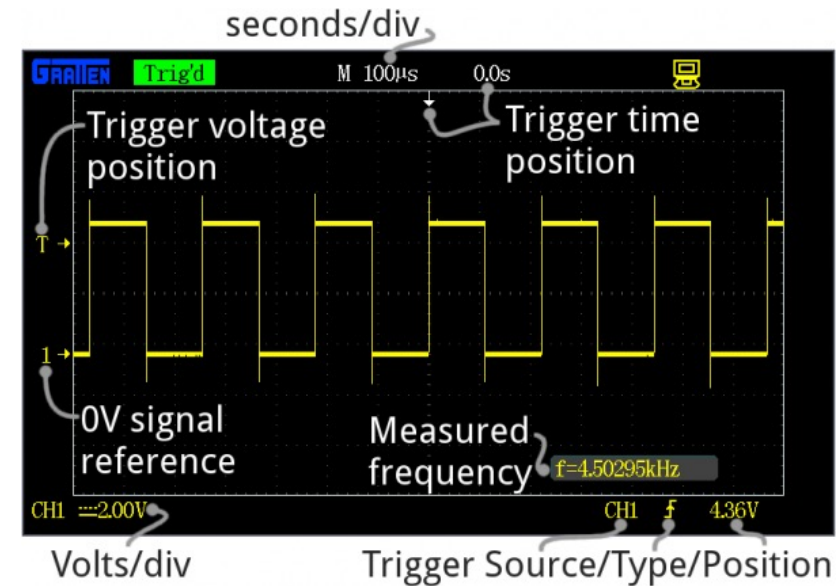 seconds/div
GRATTEN Trig'd M 100μs 0.0s
Trigger voltage
position
Trigger time
position
T
1
0V signal
reference
Measured
frequency
f=4.50295kHz
CH1 2.00V CH1 4.36V
Volts/div Trigger Source/Type/Position